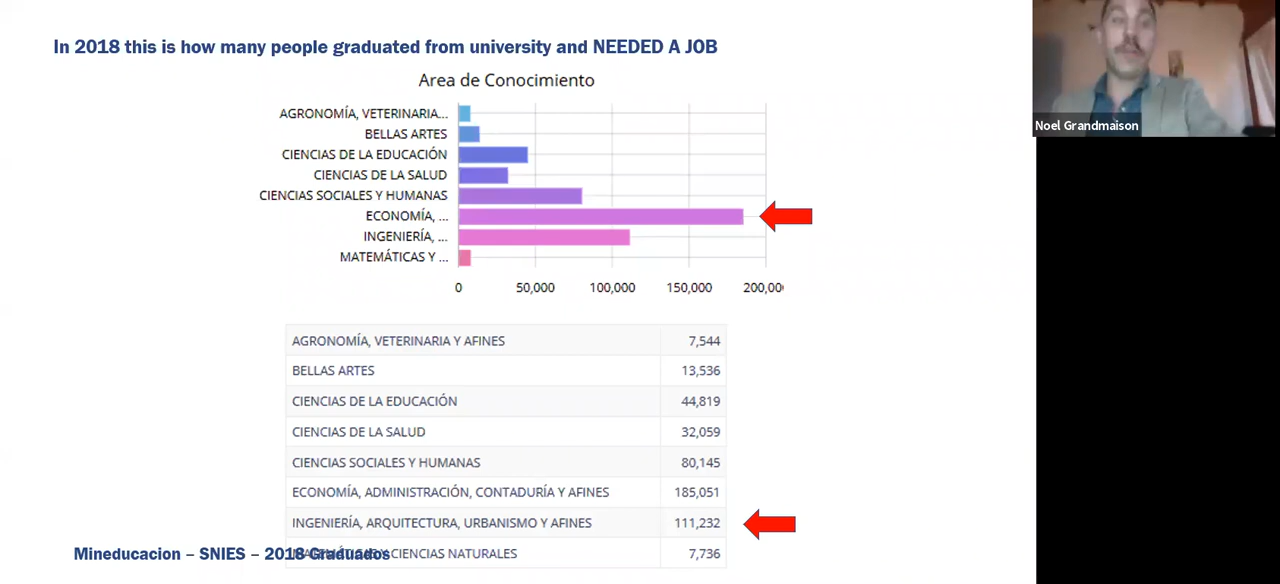 In 2018 this is how many people graduated from university and NEEDED A JOB
Noel Grandmaison
Area de Conocimiento
AGRONOMÍA, VETERINARIA...
BELLAS ARTES
CIENCIAS DE LA EDUCACIÓN
CIENCIAS DE LA SALUD
CIENCIAS SOCIALES Y HUMANAS
ECONOMÍA, ...
INGENIERÍA, ...
MATEMÁTICAS Y ...
0 50,000 100,000 150,000 200,00
AGRONOMÍA, VETERINARIA Y AFINES 7,544
BELLAS ARTES 13,536
CIENCIAS DE LA EDUCACIÓN 44,819
CIENCIAS DE LA SALUD 32,059
CIENCIAS SOCIALES Y HUMANAS 80,145
ECONOMÍA, ADMINISTRACIÓN, CONTADURÍA Y AFINES 185,051
INGENIERÍA, ARQUITECTURA, URBANISMO Y AFINES 111,232
MATEMÁTICAS Y CIENCIAS NATURALES 7,736
Mineducacion – SNIES – 2018 Graduados